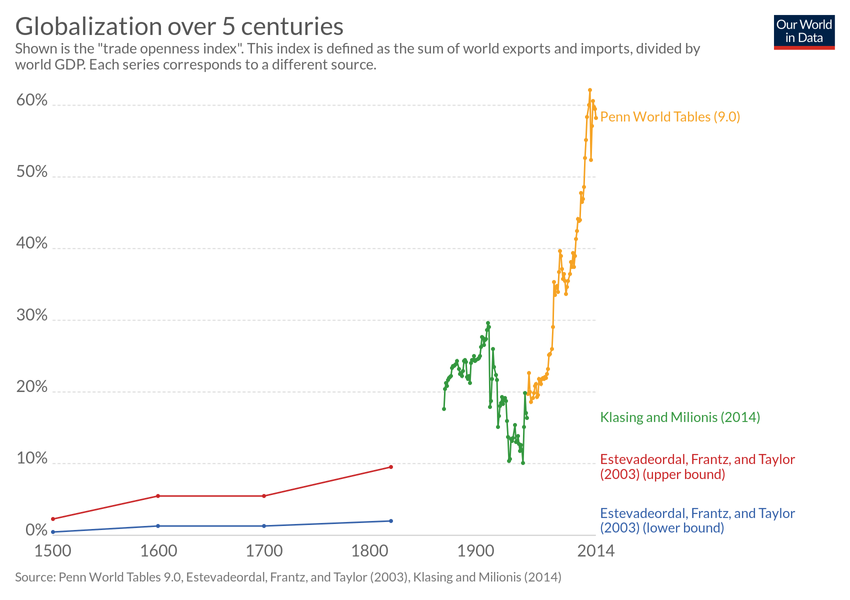 Globalization over 5 centuries
Our World
in Data
Shown is the "trade openness index". This index is defined as the sum of world exports and imports, divided by
world GDP. Each series corresponds to a different source.
60%
Penn World Tables (9.0)
50%
40%
30%
20%
Klasing and Milionis (2014)
10%
Estevadeordal, Frantz, and Taylor
(2003) (upper bound)
Estevadeordal, Frantz, and Taylor
(2003) (lower bound)
0%
1500 1600 1700 1800 1900 2014
Source: Penn World Tables 9.0, Estevadeordal, Frantz, and Taylor (2003), Klasing and Milionis (2014)